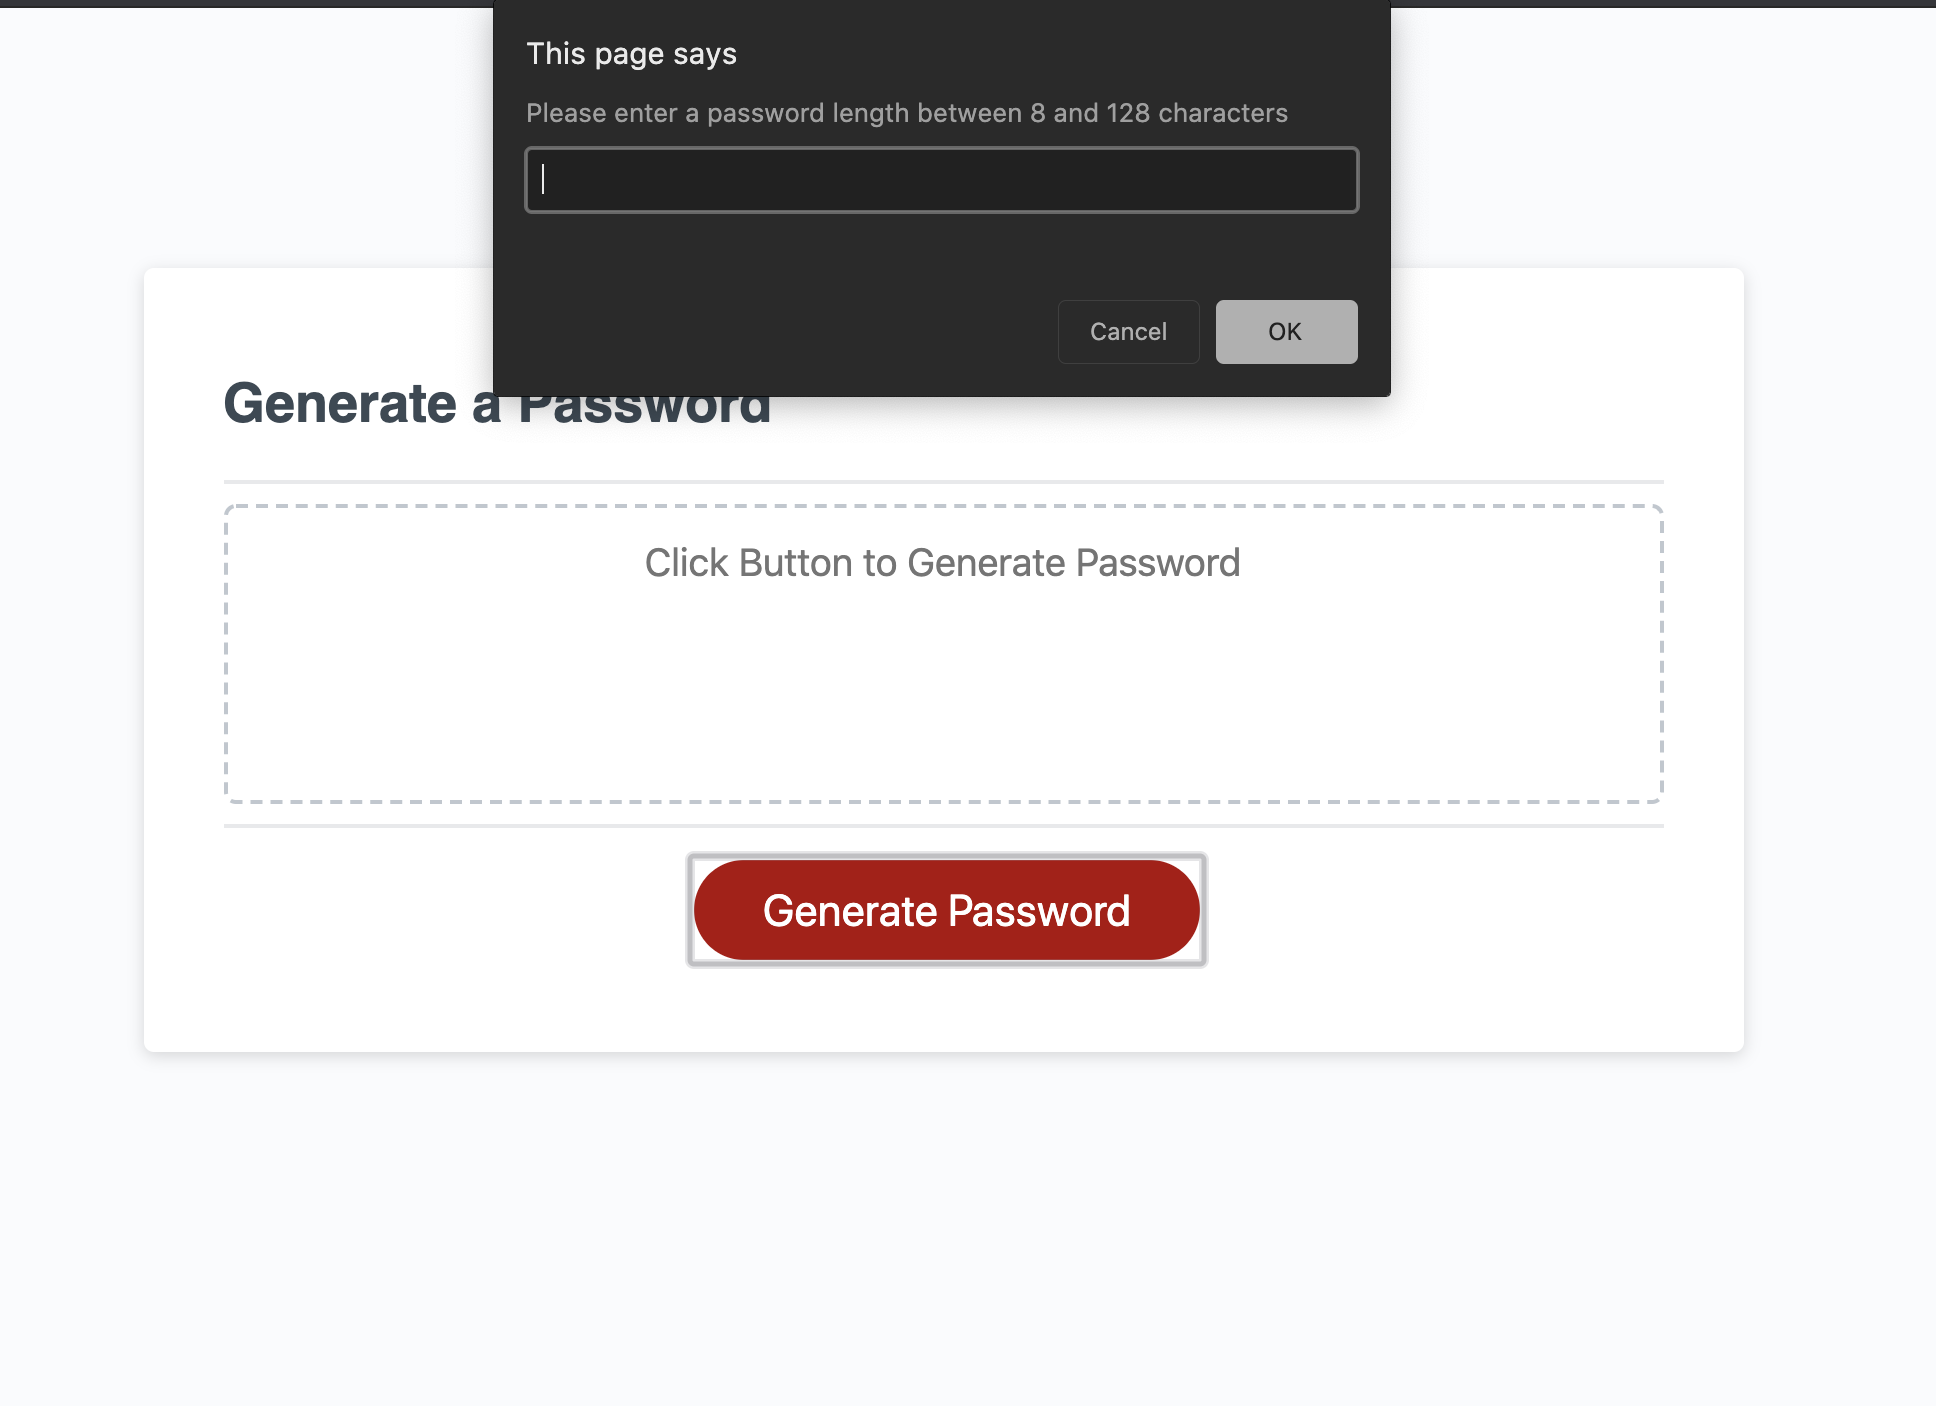 This page says
Please enter a password length between 8 and 128 characters
Cancel
OK
Generate a Password
Click Button to Generate Password
Generate Password